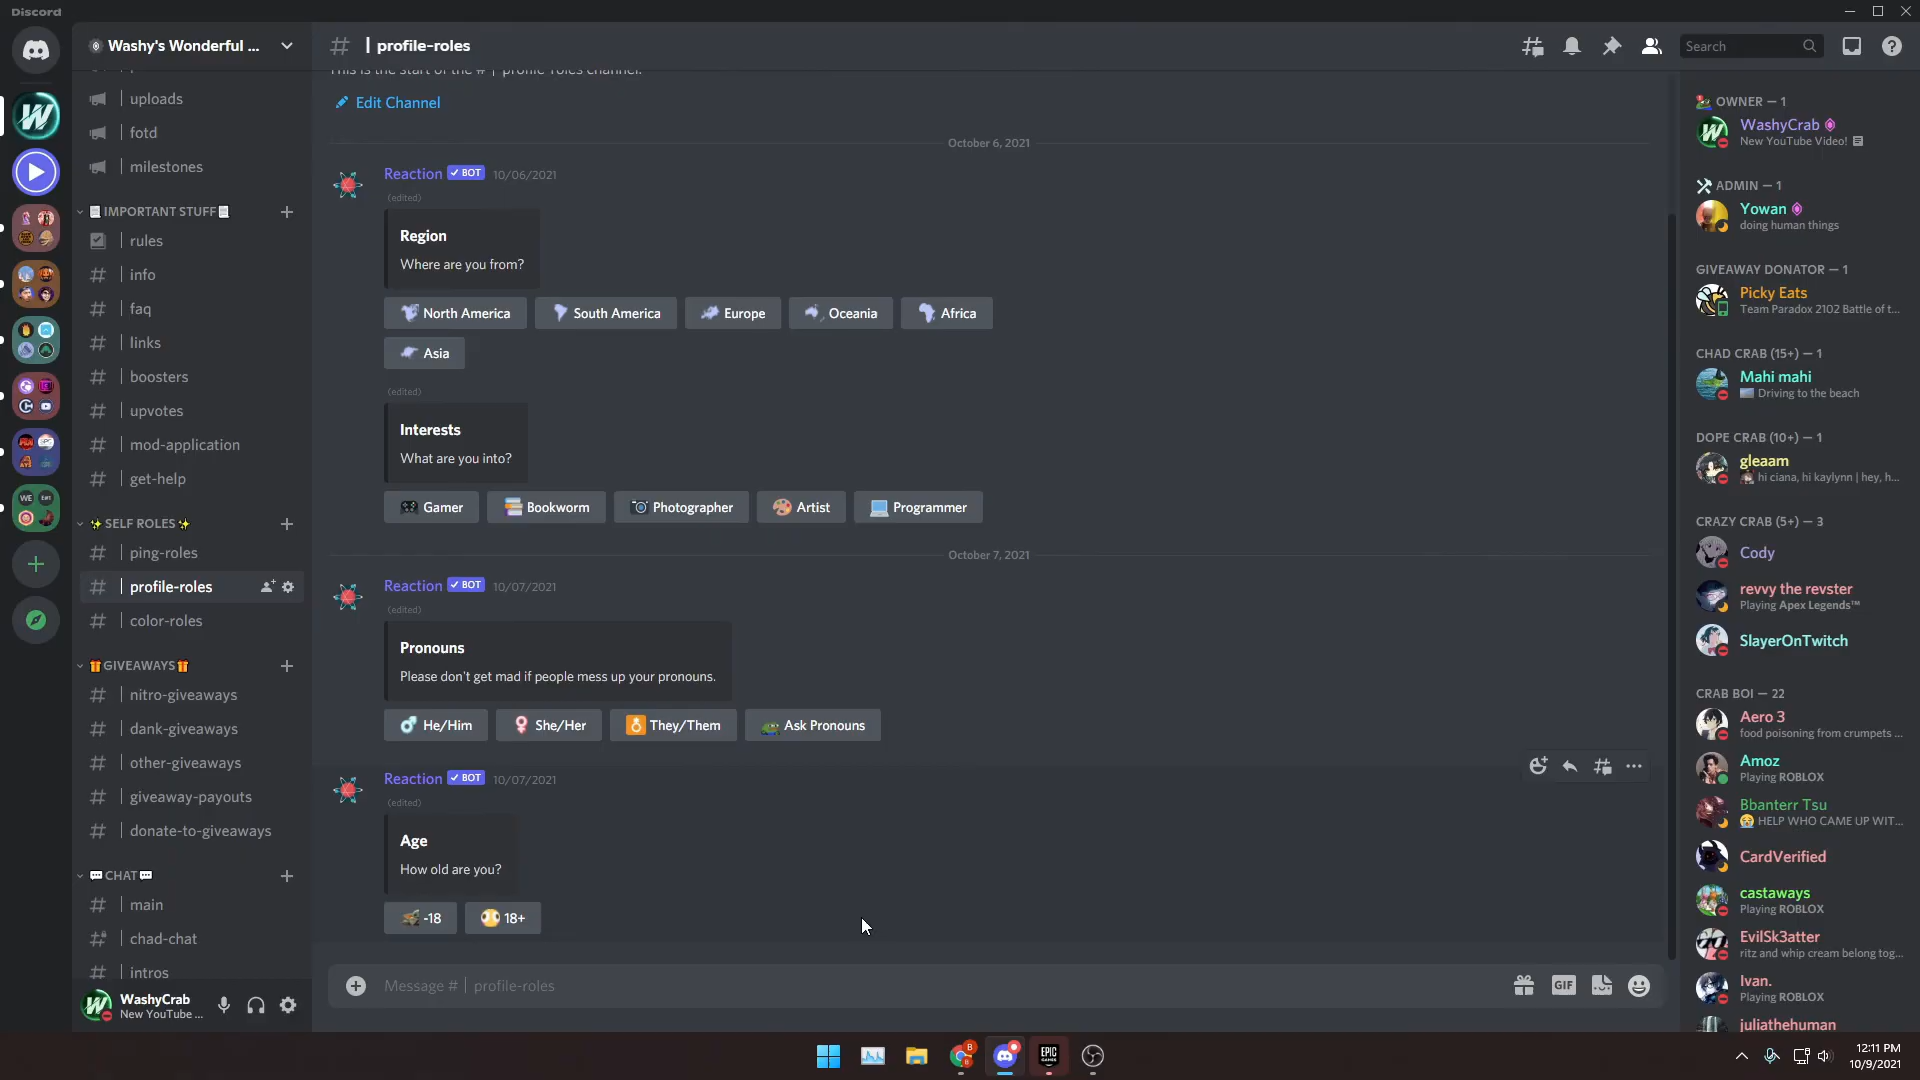 Discord
Washy's Wonderful ...
uploads
fotd
milestones
IMPORTANT STUFF
rules
info
faq
links
boosters
upvotes
mod-application
get-help
SELF ROLES
ping-roles
profile-roles
color-roles
GIVEAWAYS
nitro-giveaways
dank-giveaways
other-giveaways
giveaway-payouts
donate-to-giveaways
CHAT
main
chad-chat
intros
WashyCrab
New YouTube ...
# | profile-roles
Search
This is the start of the # | profile-roles channel.
Edit Channel
October 6, 2021
Reaction BOT 10/06/2021
(edited)
Region
Where are you from?
North America
South America
Europe
Oceania
Africa
Asia
(edited)
Interests
What are you into?
Gamer
Bookworm
Photographer
Artist
Programmer
October 7, 2021
Reaction BOT 10/07/2021
(edited)
Pronouns
Please don't get mad if people mess up your pronouns.
He/Him
She/Her
They/Them
Ask Pronouns
Reaction BOT 10/07/2021
(edited)
Age
How old are you?
-18
18+
Message # | profile-roles
GIF
OWNER — 1
WashyCrab
New YouTube Video!
ADMIN — 1
Yowan
doing human things
GIVEAWAY DONATOR — 1
Picky Eats
Team Paradox 2102 Battle of t...
CHAD CRAB (15+) — 1
Mahi mahi
Driving to the beach
DOPE CRAB (10+) — 1
gleaam
hi ciana, hi kaylynn | hey, h...
CRAZY CRAB (5+) — 3
Cody
revvy the revster
Playing Apex Legends™
SlayerOnTwitch
CRAB BOI — 22
Aero 3
food poisoning from crumpets ...
Amoz
Playing ROBLOX
Bbanterr Tsu
HELP WHO CAME UP WIT...
CardVerified
castaways
Playing ROBLOX
EvilSk3atter
ritz and whip cream belong tog...
Ivan.
Playing ROBLOX
juliathehuman
EPIC
GAMES
12:11 PM
10/9/2021